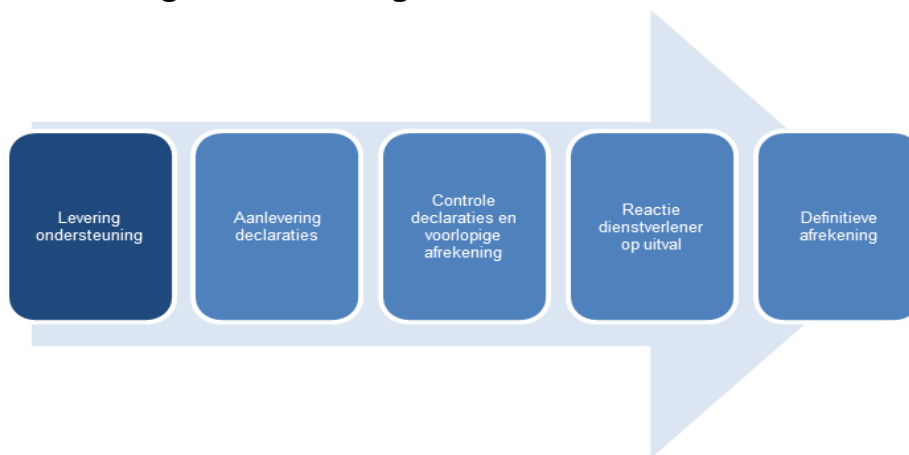 Levering
ondersteuning
Aanlevering
declaraties
Controle
declaraties en
voorlopige
afrekening
Reactie
dienstverlener
op uitval
Definitieve
afrekening